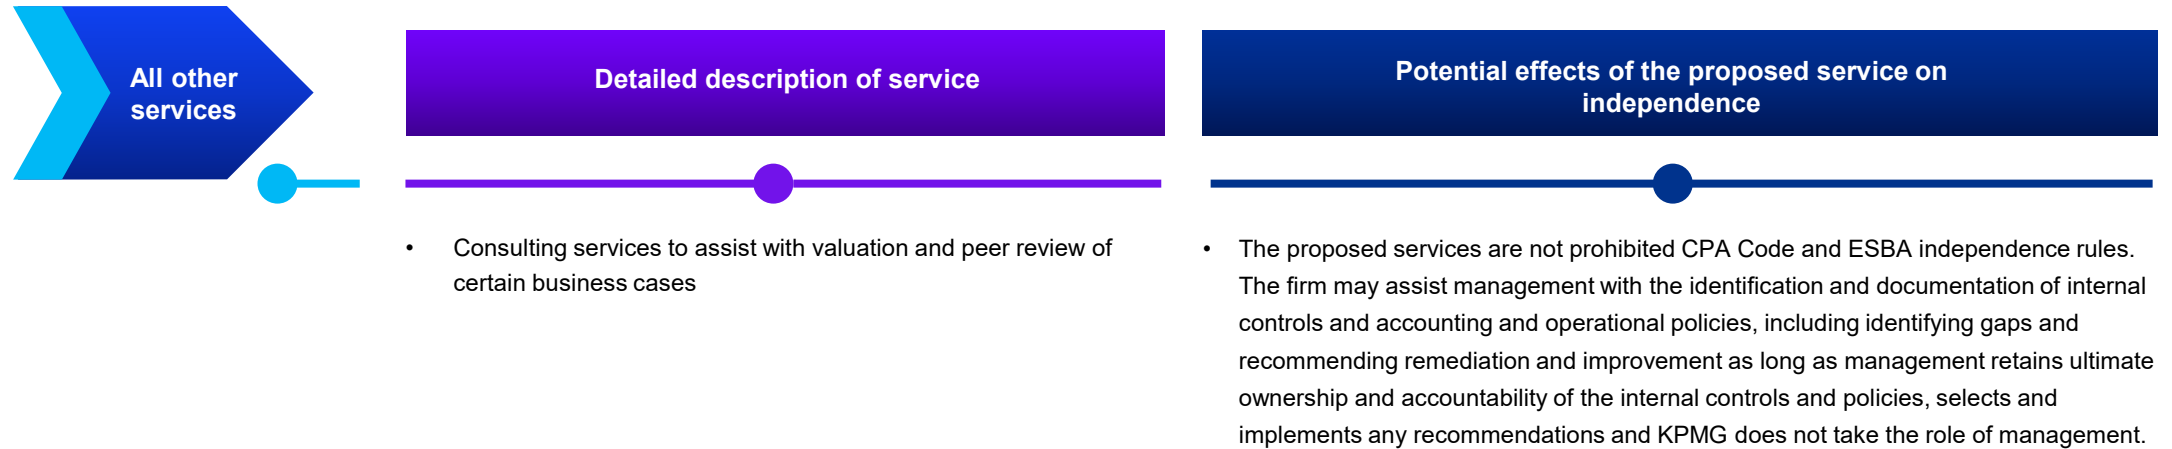 All other
services
Detailed description of service
Potential effects of the proposed service on
independence
• Consulting services to assist with valuation and peer review of
certain business cases
• The proposed services are not prohibited CPA Code and ESBA independence rules.
The firm may assist management with the identification and documentation of internal
controls and accounting and operational policies, including identifying gaps and
recommending remediation and improvement as long as management retains ultimate
ownership and accountability of the internal controls and policies, selects and
implements any recommendations and KPMG does not take the role of management.